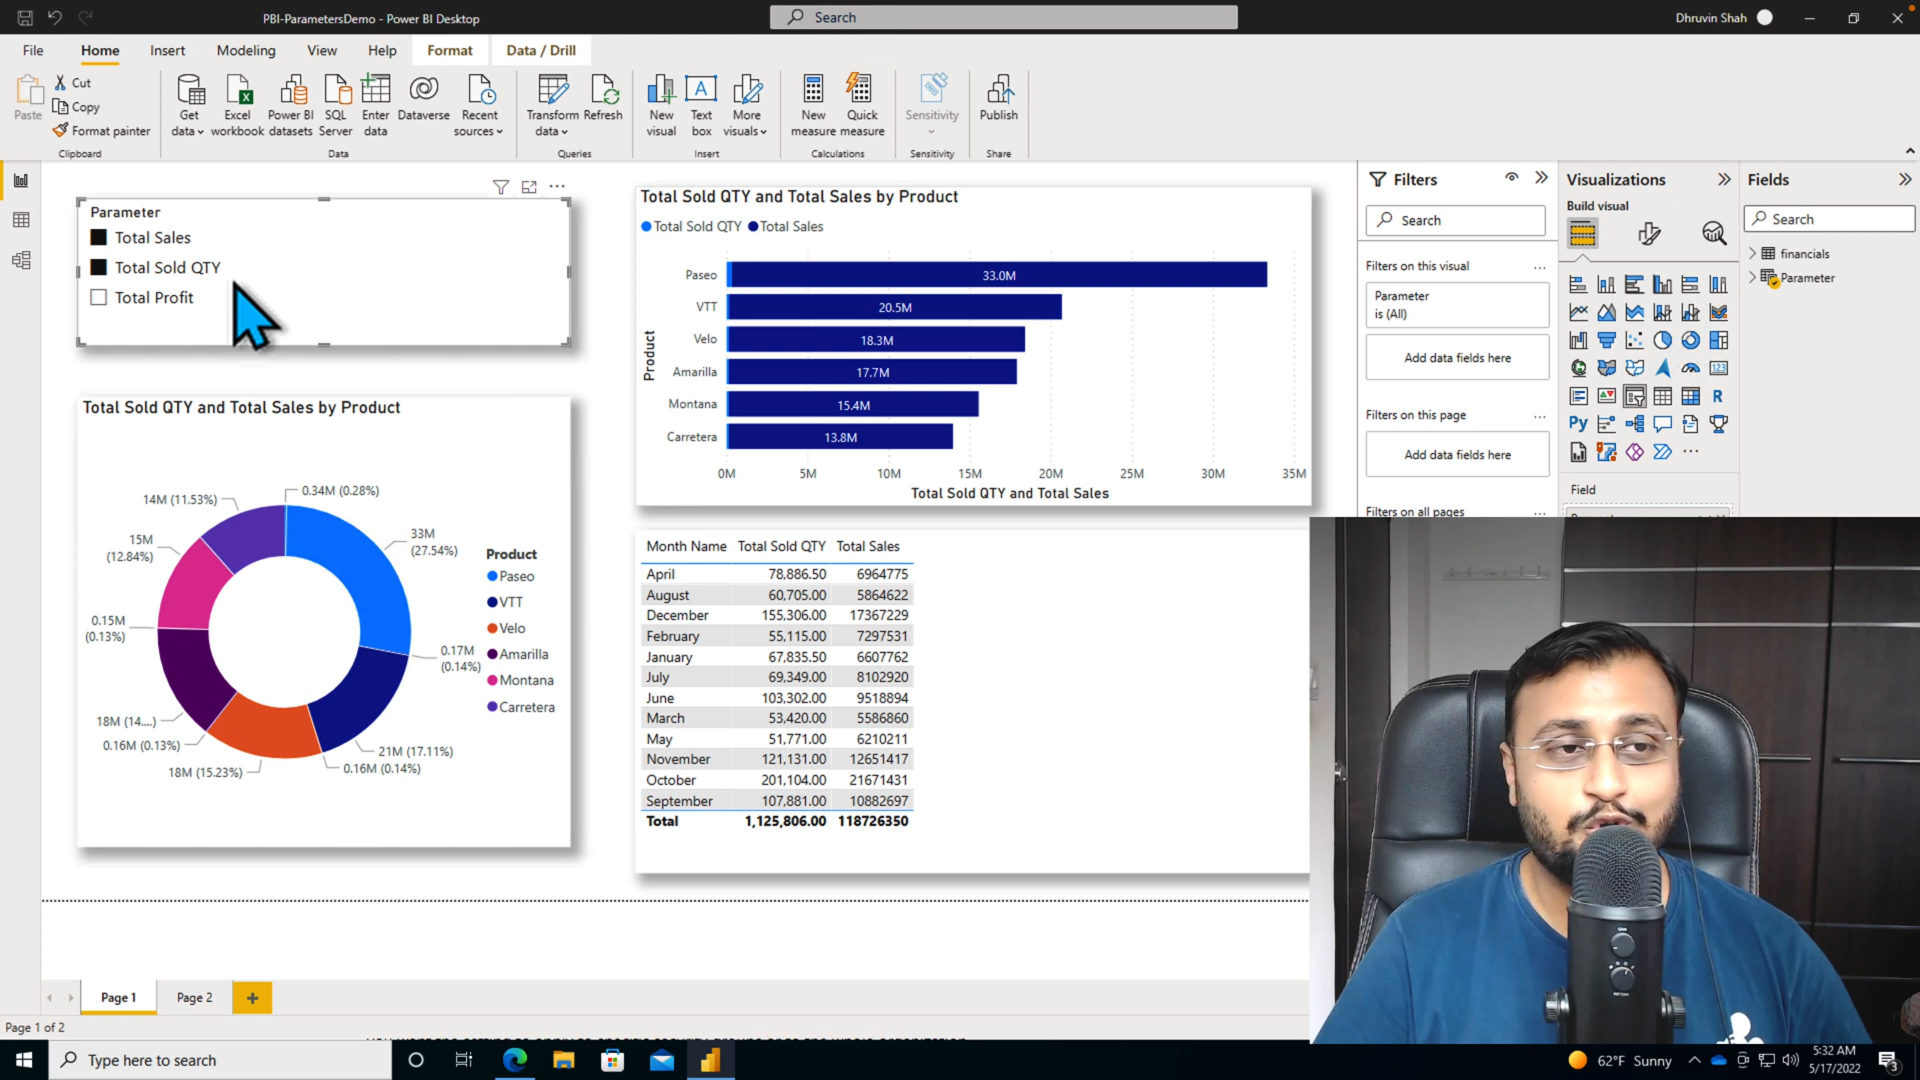 PBI-ParametersDemo - Power BI Desktop
Search
Dhruvin Shah
File
Home
Insert
Modeling
View
Help
Format
Data / Drill
Paste
Cut
Copy
Format painter
Clipboard
Get data
Excel workbook
Power BI datasets
SQL Server
Enter data
Dataverse
Recent sources
Data
Transform data
Refresh
Queries
New visual
Text box
More visuals
Insert
New measure
Quick measure
Calculations
Sensitivity
Sensitivity
Publish
Share
Parameter
Total Sales
Total Sold QTY
Total Profit
Total Sold QTY and Total Sales by Product
Total Sold QTY
Total Sales
Product
Paseo
33.0M
VTT
20.5M
Velo
18.3M
Amarilla
17.7M
Montana
15.4M
Carretera
13.8M
0M
5M
10M
15M
20M
25M
30M
35M
Total Sold QTY and Total Sales
Total Sold QTY and Total Sales by Product
14M (11.53%)
0.34M (0.28%)
33M
(27.54%)
15M
(12.84%)
0.15M
(0.13%)
0.17M
(0.14%)
18M (14....)
0.16M (0.13%)
18M (15.23%)
21M (17.11%)
0.16M (0.14%)
Product
Paseo
VTT
Velo
Amarilla
Montana
Carretera
Month Name Total Sold QTY Total Sales
April 78,886.50 6964775
August 60,705.00 5864622
December 155,306.00 17367229
February 55,115.00 7297531
January 67,835.50 6607762
July 69,349.00 8102920
June 103,302.00 9518894
March 53,420.00 5586860
May 51,771.00 6210211
November 121,131.00 12651417
October 201,104.00 21671431
September 107,881.00 10882697
Total 1,125,806.00 118726350
Filters
Search
Filters on this visual
Parameter
is (All)
Add data fields here
Filters on this page
Add data fields here
Filters on all pages
Visualizations
Build visual
123
R
Py
Field
Fields
Search
financials
Parameter
Page 1
Page 2
Page 1 of 2
Type here to search
62°F Sunny
5:32 AM
5/17/2022
3